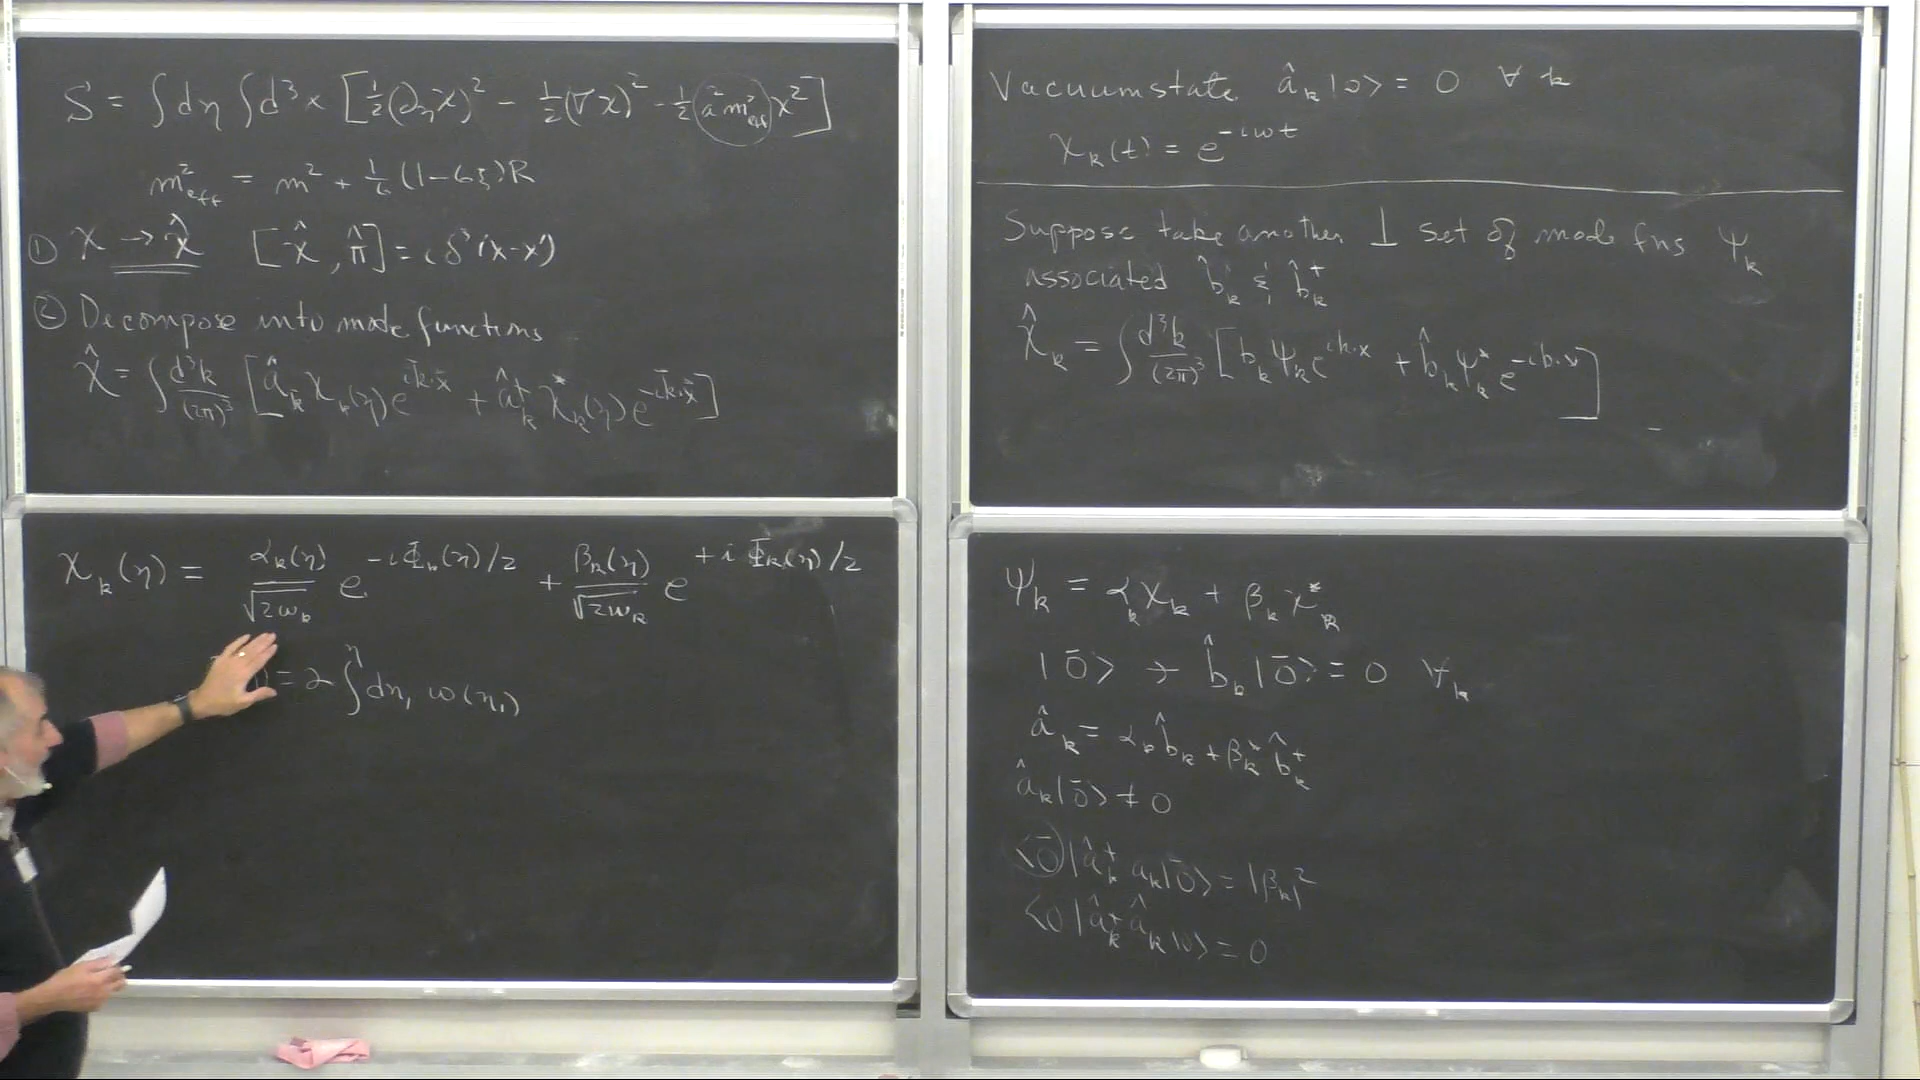 S = ∫dη ∫d³x [½(∂_ηχ)² − ½(∇χ)² − ½ a² m²_eff χ²]
m²_eff = m² + ⅙(1−6ξ)R
① χ → χ̂ [χ̂, π̂] = iδ³(x−x')
② Decompose into mode functions
χ̂ = ∫ d³k/(2π)³ [â_k χ_k(η) e^{ik̄·x̄} + â†_k χ*_k(η) e^{−ik̄·x̄}]
χ_k(η) = α_k(η)/√(2ω_k) e^{−iΦ_k(η)/2} + β_k(η)/√(2ω_k) e^{+iΦ_k(η)/2}
= 2∫^η dη₁ ω(η₁)
Vacuum state â_k|0> = 0 ∀ k
χ_k(t) = e^{−iωt}
Suppose take another ⊥ set of mode fns ψ_k
associated b̂_k & b̂†_k
χ̂_k = ∫ d³k/(2π)³ [b_k ψ_k e^{ik·x} + b̂_k ψ*_k e^{−ik·x}]
ψ_k = α_k χ_k + β_k χ*_k
|0̄> → b̂_k|0̄> = 0 ∀_k
â_k = α_k b̂_k + β*_k b̂†_k
â_k|0̄> ≠ 0
<0̄|â†_k a_k|0̄> = |β_k|²
<0|â†_k â_k|0> = 0